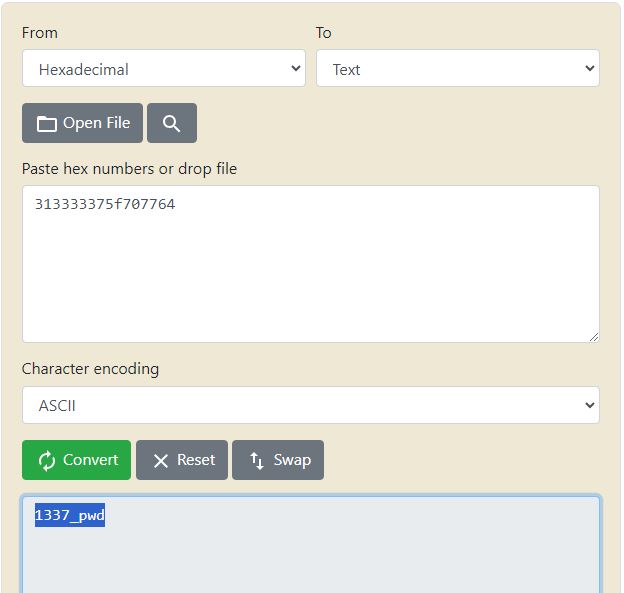 From To
Hexadecimal Text
Open File
Paste hex numbers or drop file
313333375f707764
Character encoding
ASCII
Convert Reset Swap
1337_pwd